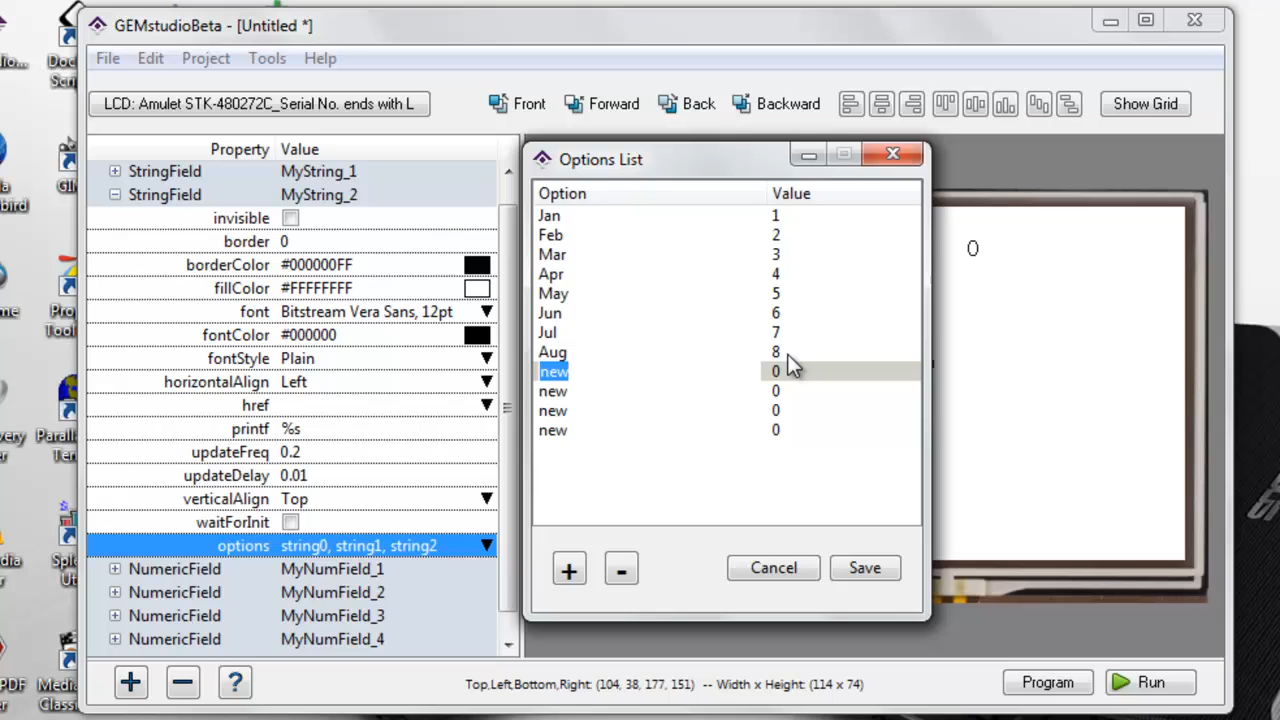 GEMstudioBeta - [Untitled *]
File Edit Project Tools Help
LCD: Amulet STK-480272C_Serial No. ends with L
Front Forward Back Backward Show Grid
Property Value
StringField MyString_1
StringField MyString_2
invisible
border 0
borderColor #000000FF
fillColor #FFFFFFFF
font Bitstream Vera Sans, 12pt
fontColor #000000
fontStyle Plain
horizontalAlign Left
href
printf %s
updateFreq 0.2
updateDelay 0.01
verticalAlign Top
waitForInit
options string0, string1, string2
NumericField MyNumField_1
NumericField MyNumField_2
NumericField MyNumField_3
NumericField MyNumField_4
Options List
Option Value
Jan 1
Feb 2
Mar 3
Apr 4
May 5
Jun 6
Jul 7
Aug 8
new 0
new 0
new 0
new 0
+ - Cancel Save
0
Top,Left,Bottom,Right: (104, 38, 177, 151) -- Width x Height: (114 x 74)
Program Run